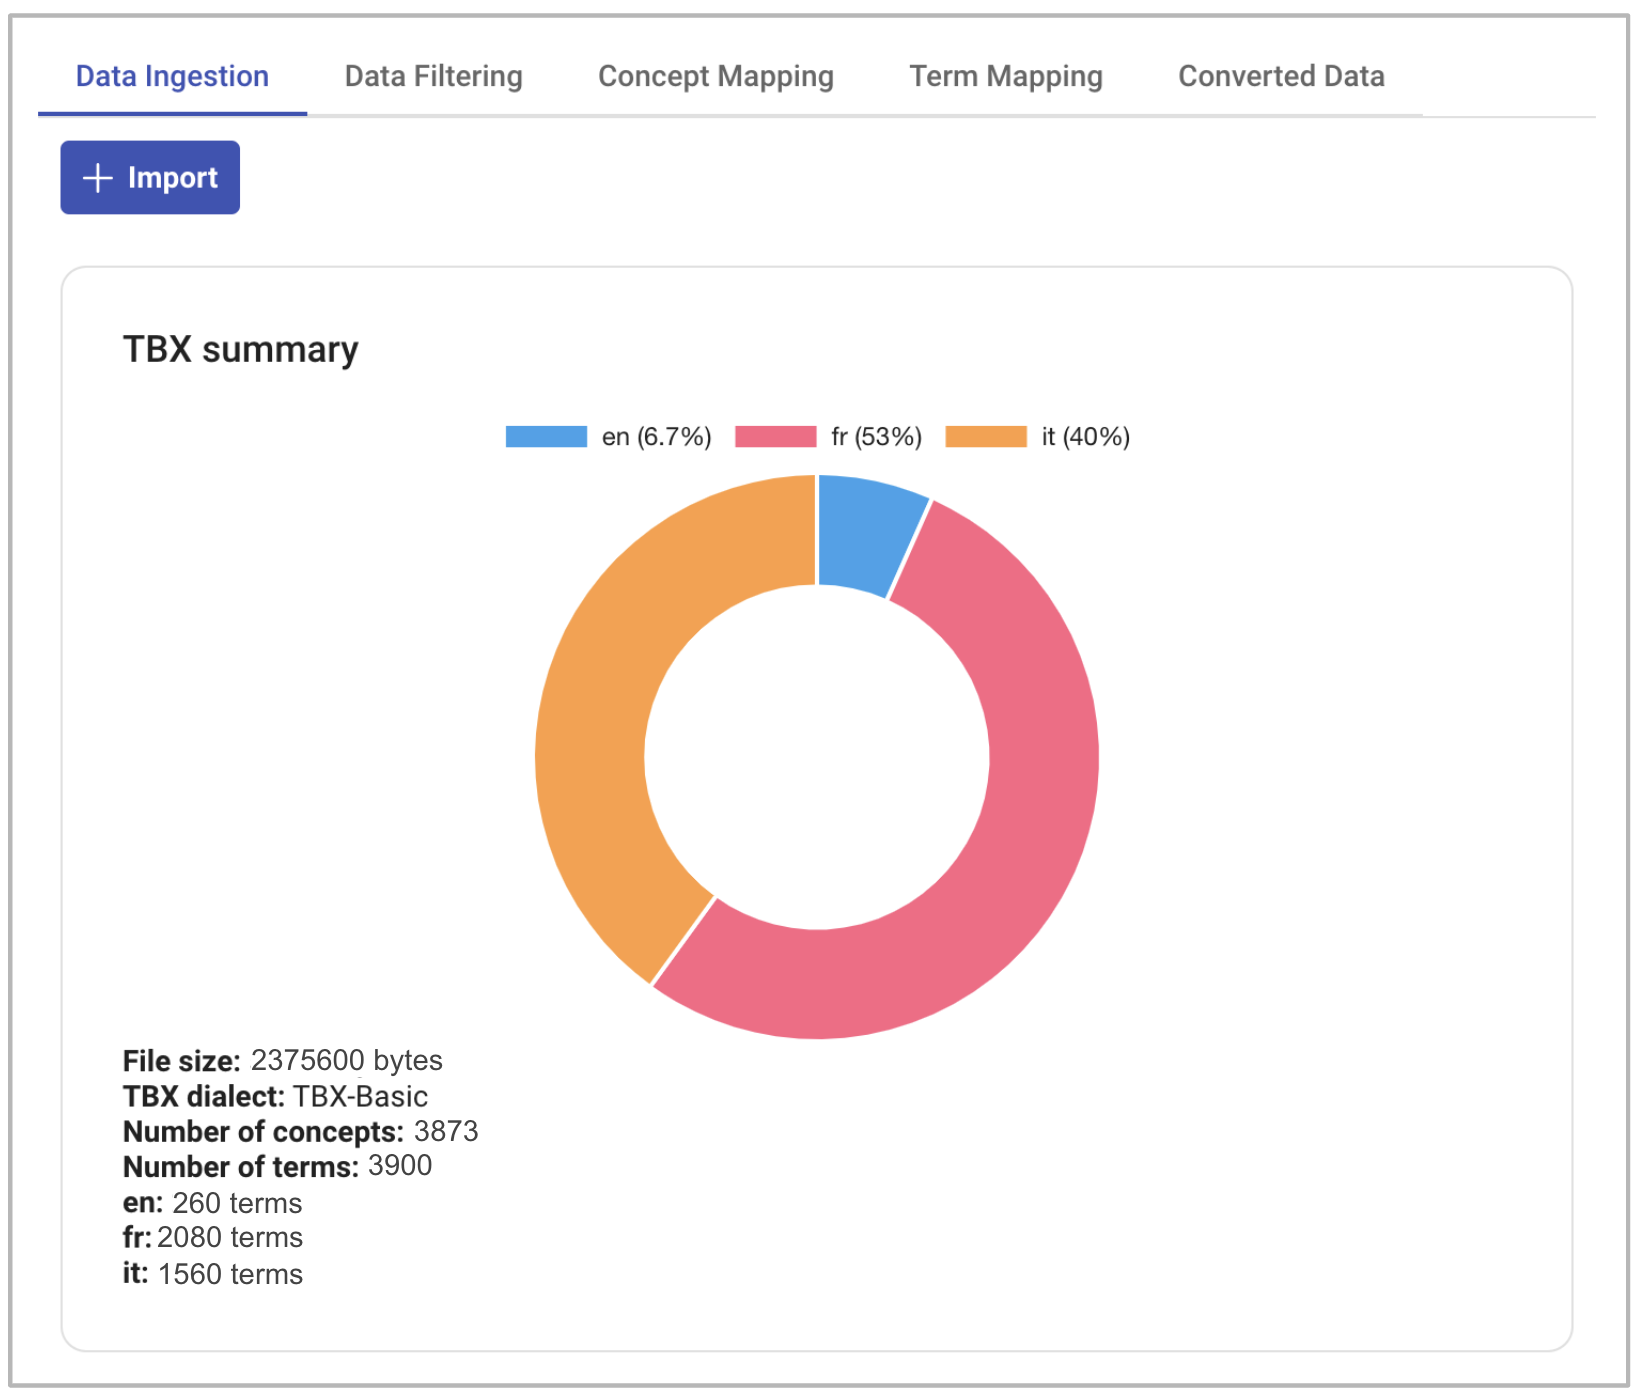 Data Ingestion Data Filtering Concept Mapping Term Mapping Converted Data
+ Import
TBX summary
en (6.7%) fr (53%) it (40%)
File size: 2375600 bytes
TBX dialect: TBX-Basic
Number of concepts: 3873
Number of terms: 3900
en: 260 terms
fr: 2080 terms
it: 1560 terms